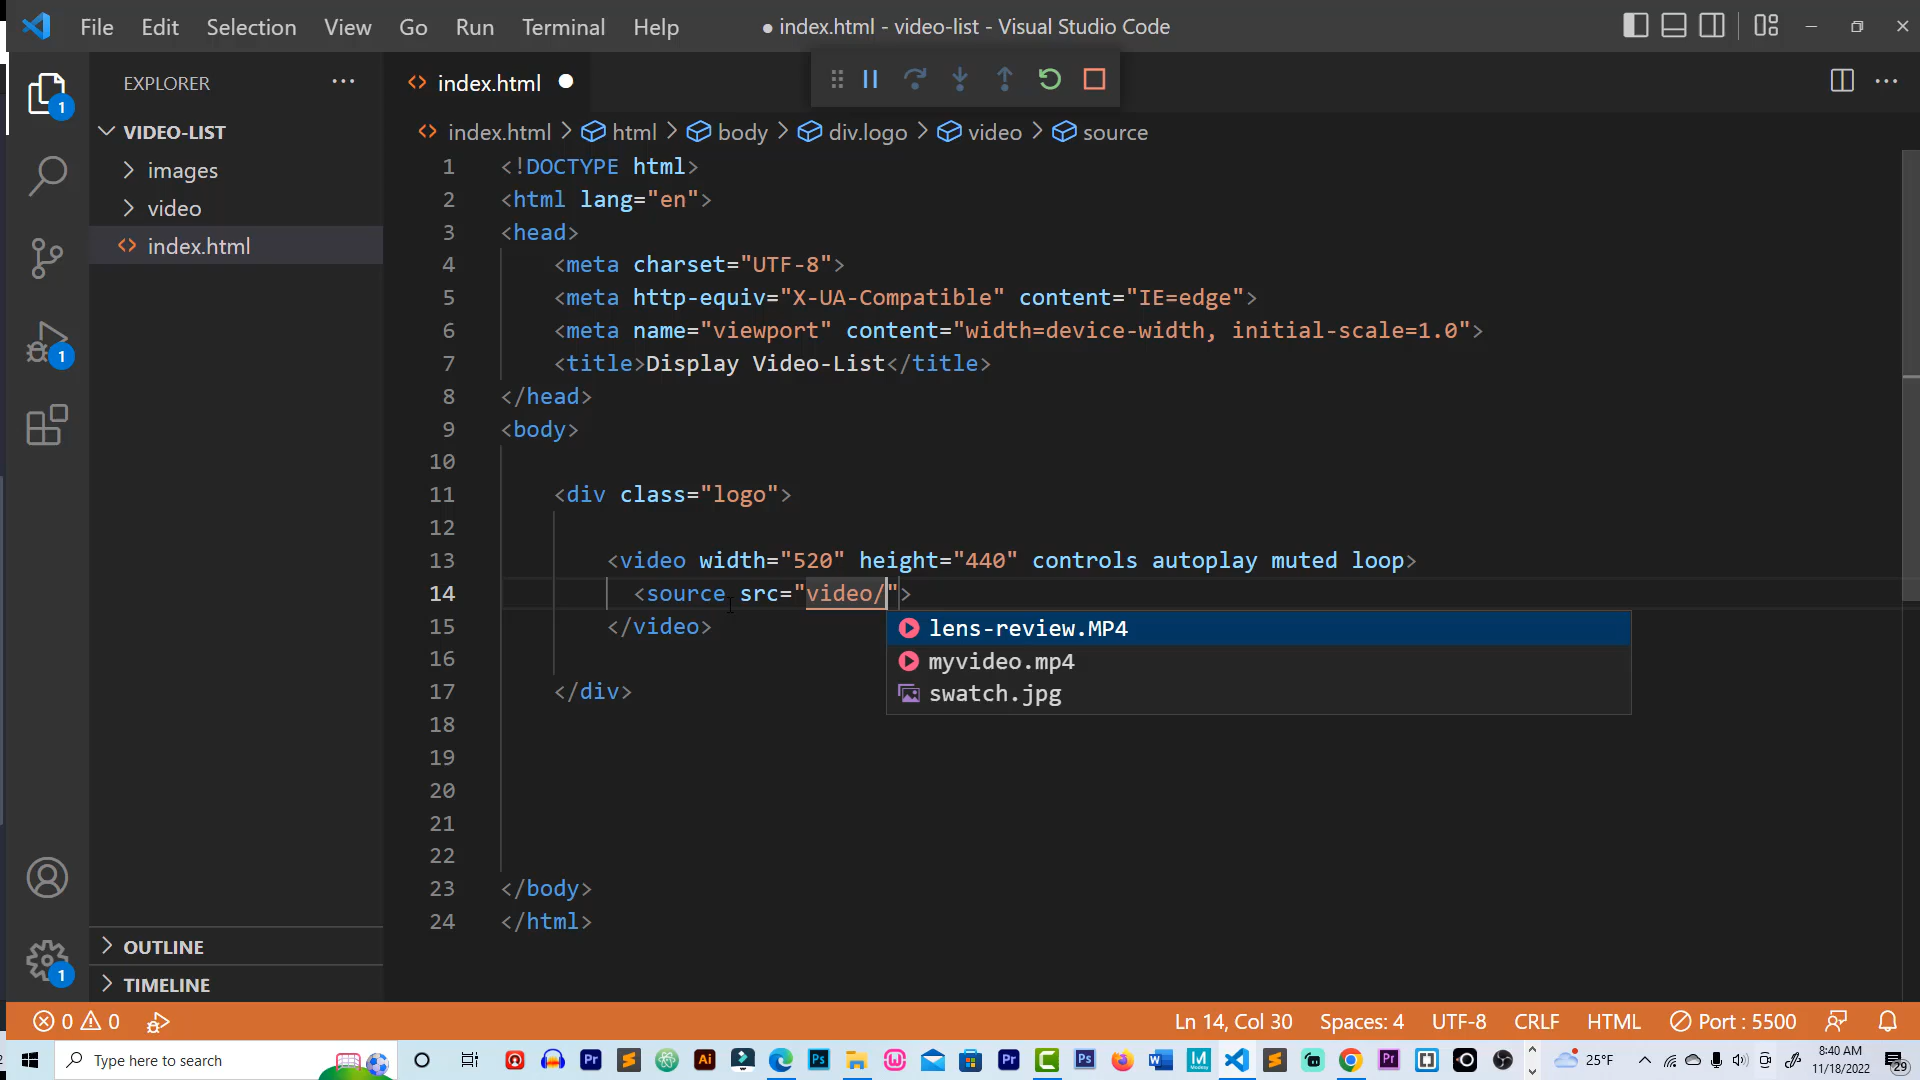 File Edit Selection View Go Run Terminal Help ● index.html - video-list - Visual Studio Code
EXPLORER ...
index.html
index.html > html > body > div.logo > video > source
VIDEO-LIST
images
video
index.html
1 <!DOCTYPE html>
2 <html lang="en">
3 <head>
4 <meta charset="UTF-8">
5 <meta http-equiv="X-UA-Compatible" content="IE=edge">
6 <meta name="viewport" content="width=device-width, initial-scale=1.0">
7 <title>Display Video-List</title>
8 </head>
9 <body>
10
11 <div class="logo">
12
13 <video width="520" height="440" controls autoplay muted loop>
14 <source src="video/">
15 </video>
16
17 </div>
18
19
20
21
22
23 </body>
24 </html>
lens-review.MP4
myvideo.mp4
swatch.jpg
1
1
1
OUTLINE
TIMELINE
0 0 Ln 14, Col 30 Spaces: 4 UTF-8 CRLF HTML Port : 5500
Type here to search 25°F 8:40 AM
11/18/2022
29